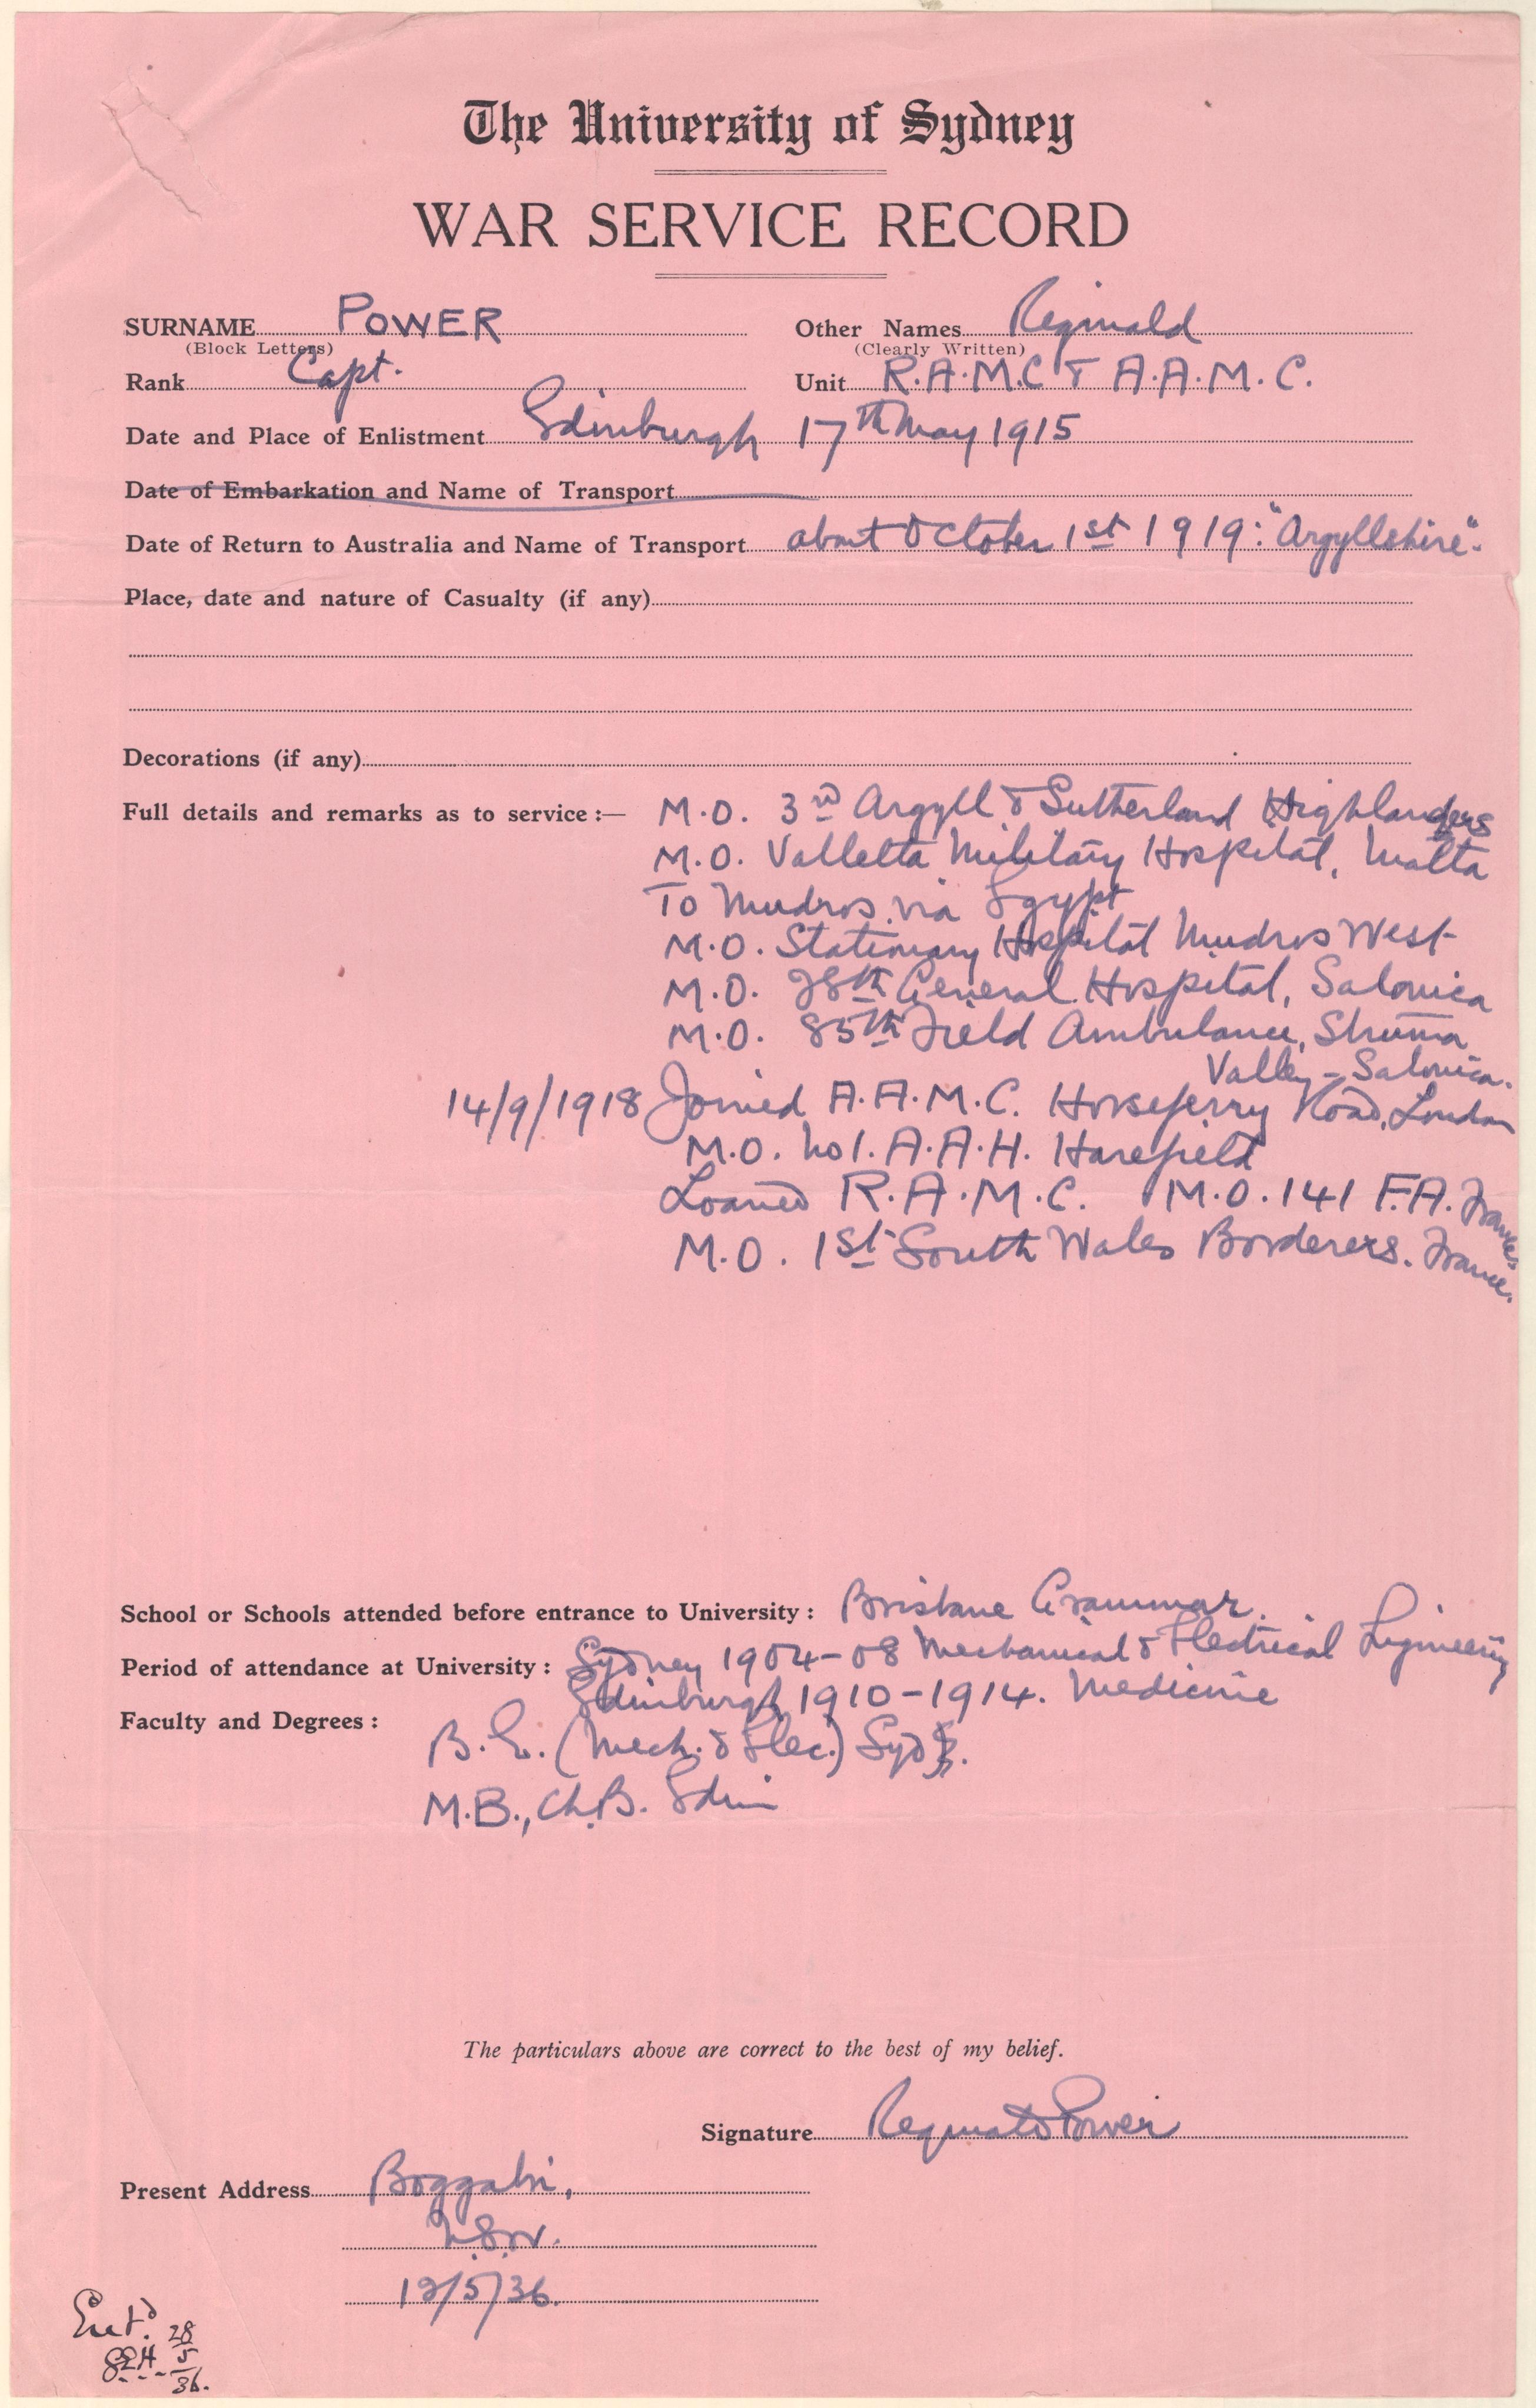 The University of Sydney
WAR SERVICE RECORD
SURNAME POWER Other Names Reginald
(Block Letters) (Clearly Written)
Rank Capt. Unit R.A.M.C & A.A.M.C.
Date and Place of Enlistment Edinburgh 17th May 1915
Date of Embarkation and Name of Transport
Date of Return to Australia and Name of Transport about October 1st 1919: "Argyllshire".
Place, date and nature of Casualty (if any)
Decorations (if any)
Full details and remarks as to service :— M.O. 3rd Argyll & Sutherland Highlanders
M.O. Valletta Military Hospital, Malta
To Mudros via Egypt
M.O. Stationary Hospital Mudros West
M.O. 28th General Hospital, Salonica
M.O. 85th Field Ambulance, Struma
Valley – Salonica.
14/9/1918 Joined A.A.M.C. Horseferry Road, London
M.O. No 1. A.A.H. Harefield
Loaned R.A.M.C. M.O. 141 F.A. France
M.O. 1st South Wales Borderers. France.
School or Schools attended before entrance to University : Brisbane Grammar.
Period of attendance at University : Sydney 1904-08 Mechanical & Electrical Engineering
Edinburgh 1910-1914. Medicine
Faculty and Degrees :
B.E. (Mech. & Elec.) Syd.
M.B., Ch.B. Edin
The particulars above are correct to the best of my belief.
Signature Reginald Power
Present Address Boggabri,
N.S.W.
12/5/36.
Ent'd. 28
5
36.